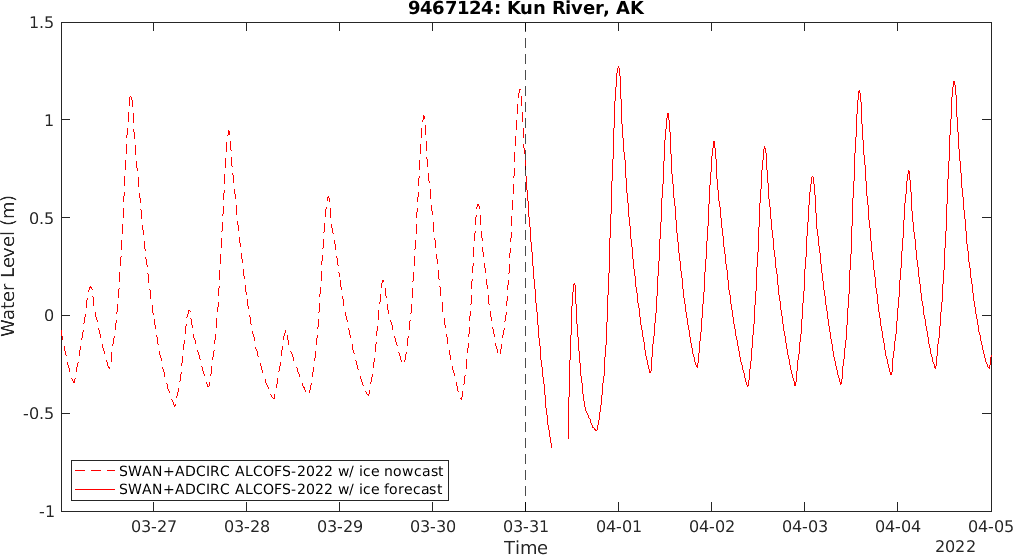 9467124: Kun River, AK
1.5
1
0.5
0
-0.5
-1
Water Level (m)
SWAN+ADCIRC ALCOFS-2022 w/ ice nowcast
SWAN+ADCIRC ALCOFS-2022 w/ ice forecast
03-27 03-28 03-29 03-30 03-31 04-01 04-02 04-03 04-04 04-05
Time
2022